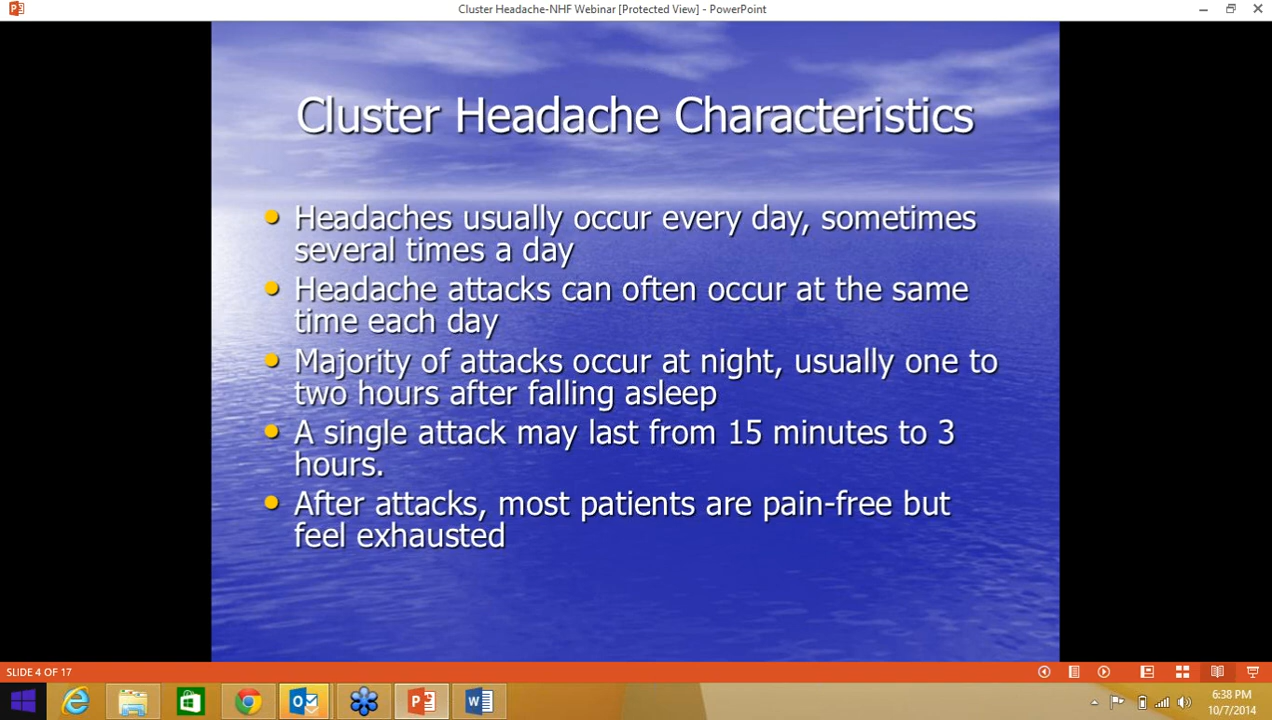 Cluster Headache-NHF Webinar [Protected View] - PowerPoint
Cluster Headache Characteristics
• Headaches usually occur every day, sometimes
several times a day
• Headache attacks can often occur at the same
time each day
• Majority of attacks occur at night, usually one to
two hours after falling asleep
• A single attack may last from 15 minutes to 3
hours.
• After attacks, most patients are pain-free but
feel exhausted
SLIDE 4 OF 17
6:38 PM
10/7/2014